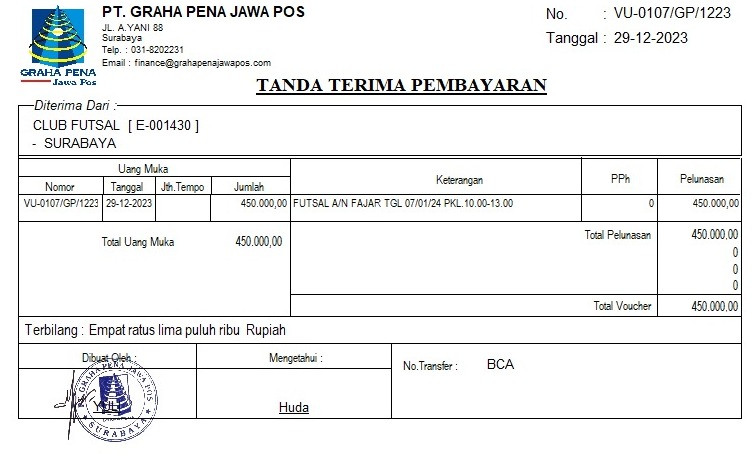 PT. GRAHA PENA JAWA POS
JL. A.YANI 88
Surabaya
Telp. : 031-8202231
Email : finance@grahapenajawapos.com
GRAHA PENA
Jawa Pos
No. : VU-0107/GP/1223
Tanggal : 29-12-2023
TANDA TERIMA PEMBAYARAN
Diterima Dari :
CLUB FUTSAL [ E-001430 ]
- SURABAYA
Uang Muka Keterangan PPh Pelunasan
Nomor Tanggal Jth.Tempo Jumlah
VU-0107/GP/1223 29-12-2023 450.000,00 FUTSAL A/N FAJAR TGL 07/01/24 PKL.10.00-13.00 0 450.000,00
Total Uang Muka 450.000,00 Total Pelunasan 450.000,00
0
0
0
Total Voucher 450.000,00
Terbilang : Empat ratus lima puluh ribu Rupiah
Dibuat Oleh : Mengetahui : No.Transfer : BCA
PT. GRAHA PENA JAWA POS
SURABAYA
Huda